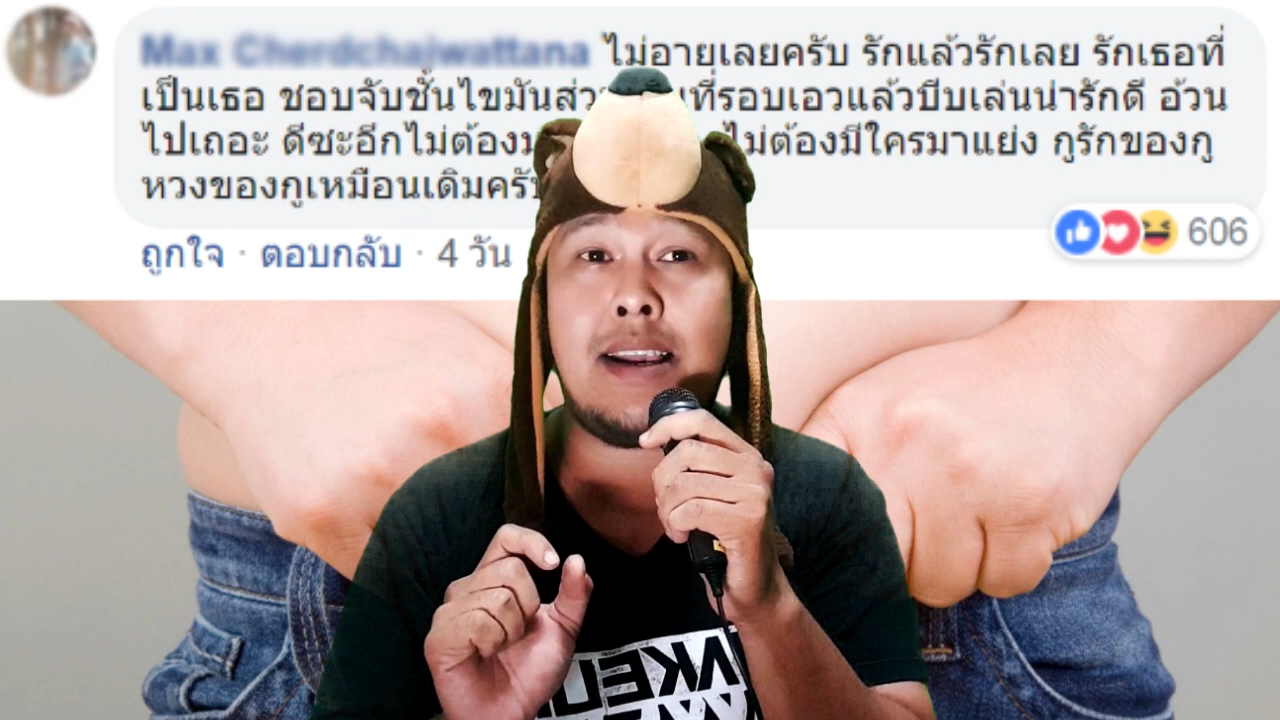 Max Cherdchaiwattana ไม่อายเลยครับ รักแล้วรักเลย รักเธอที่
เป็นเธอ ชอบจับชั้นไขมันส่วน ที่รอบเอวแล้วบีบเล่นน่ารักดี อ้วน
ไปเถอะ ดีซะอีกไม่ต้อง ไม่ต้องมีใครมาแย่ง กูรักของกู
หวงของกูเหมือนเดิมครับ
ถูกใจ · ตอบกลับ · 4 วัน
606